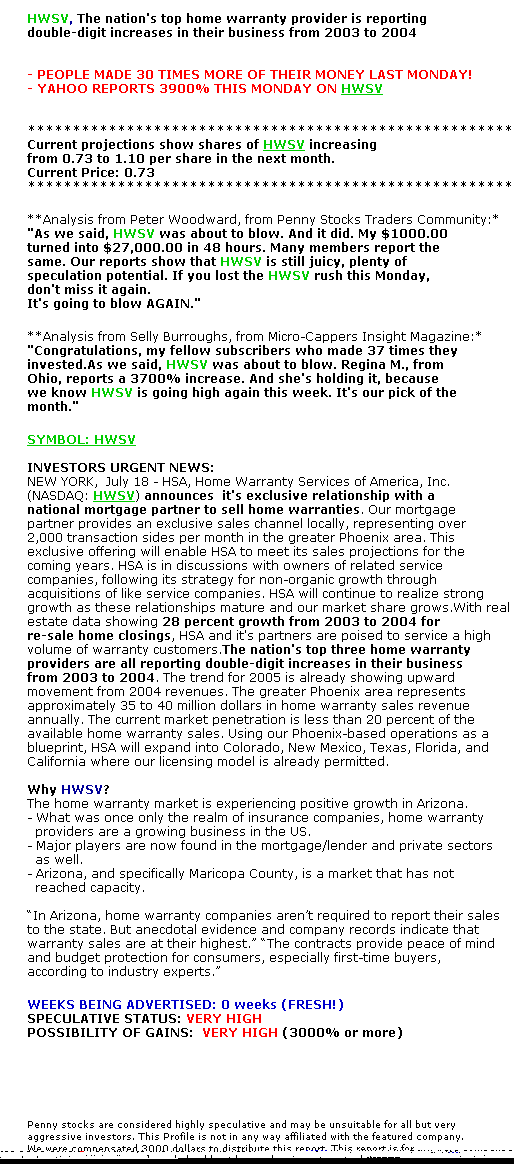 HWSV, The nation's top home warranty provider is reporting
double-digit increases in their business from 2003 to 2004
- PEOPLE MADE 30 TIMES MORE OF THEIR MONEY LAST MONDAY!
- YAHOO REPORTS 3900% THIS MONDAY ON HWSV
*******************************************************
Current projections show shares of HWSV increasing
from 0.73 to 1.10 per share in the next month.
Current Price: 0.73
*******************************************************
**Analysis from Peter Woodward, from Penny Stocks Traders Community:*
"As we said, HWSV was about to blow. And it did. My $1000.00
turned into $27,000.00 in 48 hours. Many members report the
same. Our reports show that HWSV is still juicy, plenty of
speculation potential. If you lost the HWSV rush this Monday,
don't miss it again.
It's going to blow AGAIN."
**Analysis from Selly Burroughs, from Micro-Cappers Insight Magazine:*
"Congratulations, my fellow subscribers who made 37 times they
invested.As we said, HWSV was about to blow. Regina M., from
Ohio, reports a 3700% increase. And she's holding it, because
we know HWSV is going high again this week. It's our pick of the
month."
SYMBOL: HWSV
INVESTORS URGENT NEWS:
NEW YORK,  July 18 - HSA, Home Warranty Services of America, Inc.
(NASDAQ: HWSV) announces  it's exclusive relationship with a
national mortgage partner to sell home warranties. Our mortgage
partner provides an exclusive sales channel locally, representing over
2,000 transaction sides per month in the greater Phoenix area. This
exclusive offering will enable HSA to meet its sales projections for the
coming years. HSA is in discussions with owners of related service
companies, following its strategy for non-organic growth through
acquisitions of like service companies. HSA will continue to realize strong
growth as these relationships mature and our market share grows.With real
estate data showing 28 percent growth from 2003 to 2004 for
re-sale home closings, HSA and it's partners are poised to service a high
volume of warranty customers.The nation's top three home warranty
providers are all reporting double-digit increases in their business
from 2003 to 2004. The trend for 2005 is already showing upward
movement from 2004 revenues. The greater Phoenix area represents
approximately 35 to 40 million dollars in home warranty sales revenue
annually. The current market penetration is less than 20 percent of the
available home warranty sales. Using our Phoenix-based operations as a
blueprint, HSA will expand into Colorado, New Mexico, Texas, Florida, and
California where our licensing model is already permitted.
Why HWSV?
The home warranty market is experiencing positive growth in Arizona.
- What was once only the realm of insurance companies, home warranty
providers are a growing business in the US.
- Major players are now found in the mortgage/lender and private sectors
as well.
- Arizona, and specifically Maricopa County, is a market that has not
reached capacity.
“In Arizona, home warranty companies aren’t required to report their sales
to the state. But anecdotal evidence and company records indicate that
warranty sales are at their highest.” “The contracts provide peace of mind
and budget protection for consumers, especially first-time buyers,
according to industry experts.”
WEEKS BEING ADVERTISED: 0 weeks (FRESH!)
SPECULATIVE STATUS: VERY HIGH
POSSIBILITY OF GAINS:  VERY HIGH (3000% or more)
Penny stocks are considered highly speculative and may be unsuitable for all but very
aggressive investors. This Profile is not in any way affiliated with the featured company.
We were compensated 3000 dollars to distribute this report. This report is for